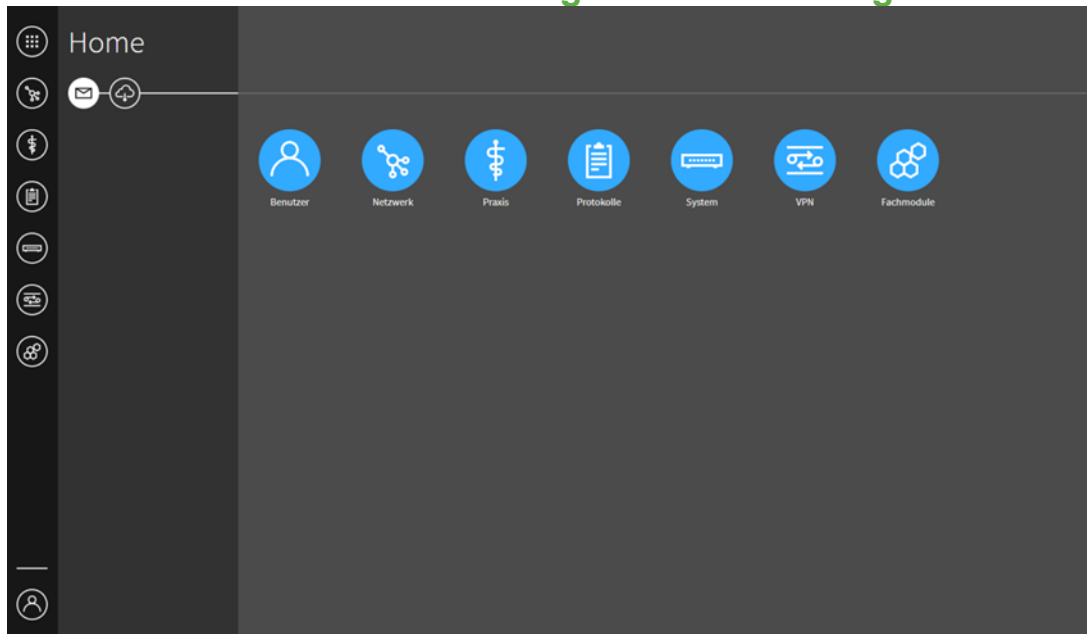 Home
Benutzer
Netzwerk
Praxis
Protokolle
System
VPN
Fachmodule